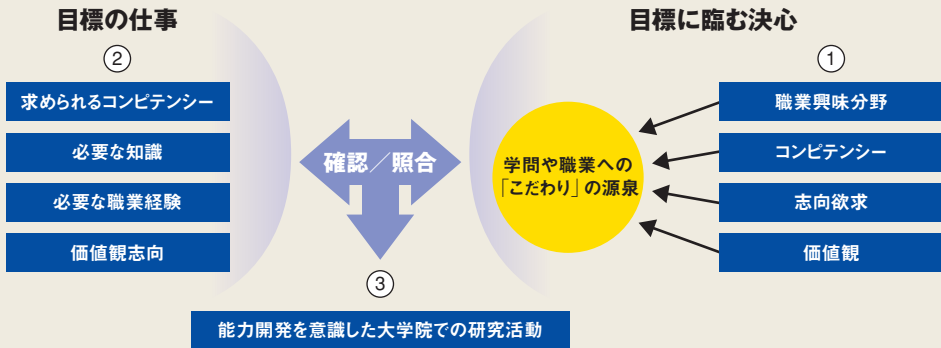 目標の仕事
②
求められるコンピテンシー
必要な知識
必要な職業経験
価値観志向
確認／照合
③
能力開発を意識した大学院での研究活動
目標に臨む決心
①
学問や職業への
「こだわり」の源泉
職業興味分野
コンピテンシー
志向欲求
価値観